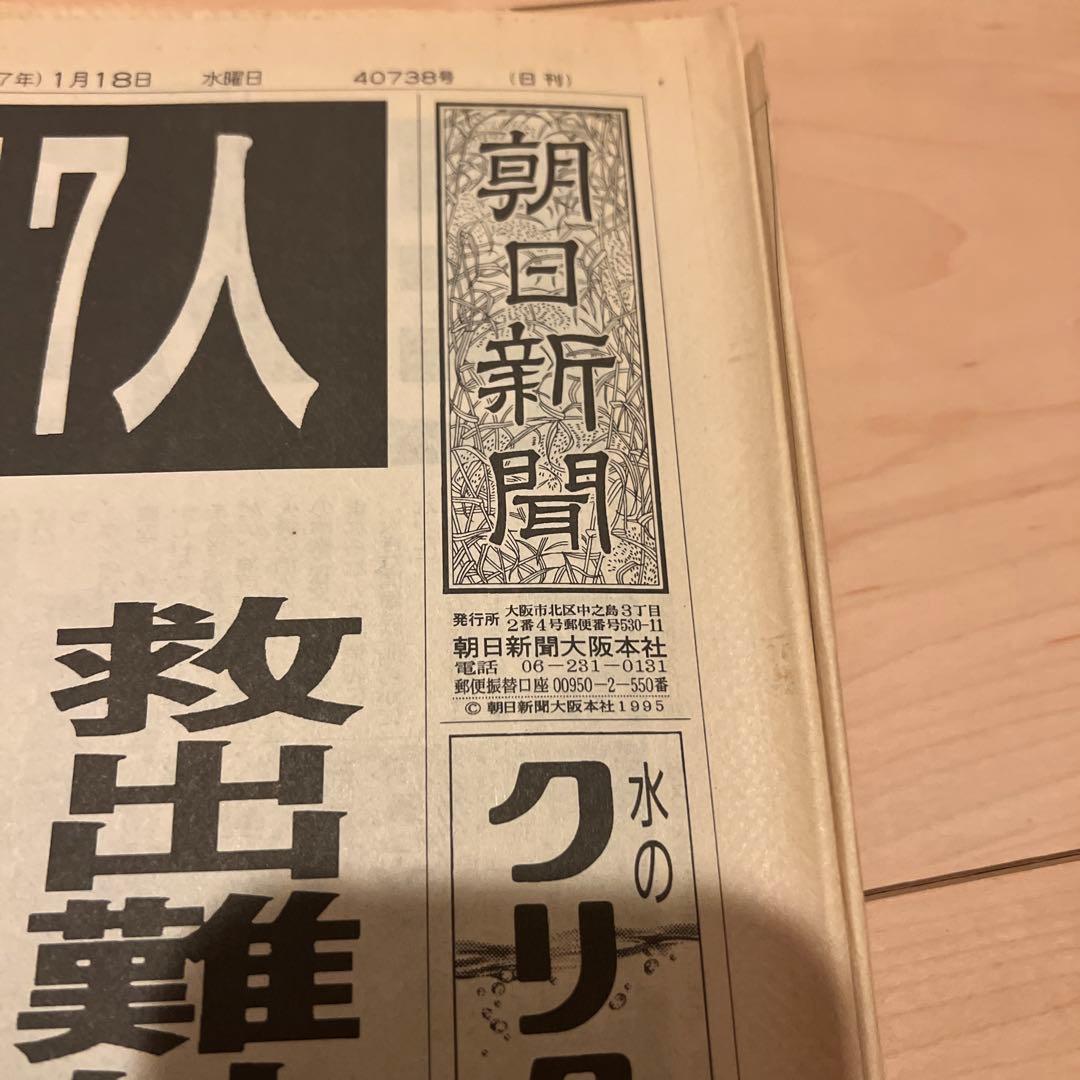 7年) 1月18日 水曜日 40738号 (日刊)
7人
朝日新聞
発行所 大阪市北区中之島3丁目
2番4号郵便番号530-11
朝日新聞大阪本社
電話 06-231-0131
郵便振替口座 00950-2-550番
© 朝日新聞大阪本社1995
救出難
水の
クリ